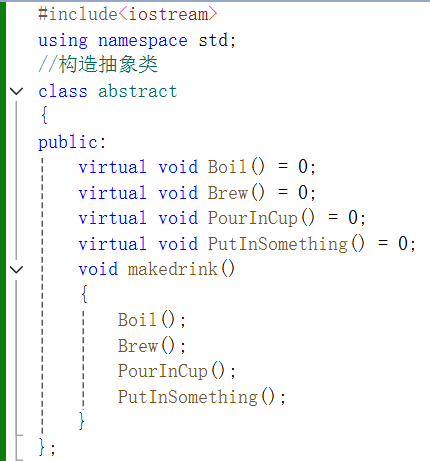 #include<iostream>
using namespace std;
//构造抽象类
class abstract
{
public:
    virtual void Boil() = 0;
    virtual void Brew() = 0;
    virtual void PourInCup() = 0;
    virtual void PutInSomething() = 0;
    void makedrink()
    {
        Boil();
        Brew();
        PourInCup();
        PutInSomething();
    }
};